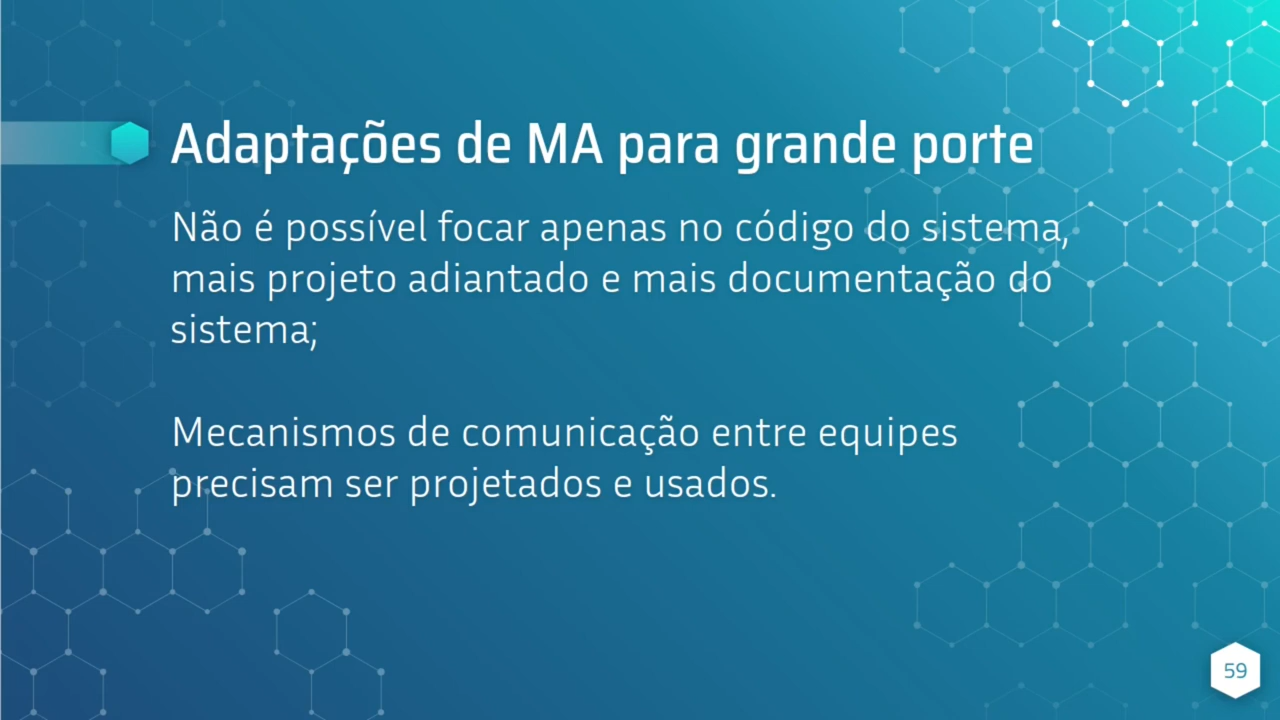 Adaptações de MA para grande porte
Não é possível focar apenas no código do sistema,
mais projeto adiantado e mais documentação do
sistema;
Mecanismos de comunicação entre equipes
precisam ser projetados e usados.
59